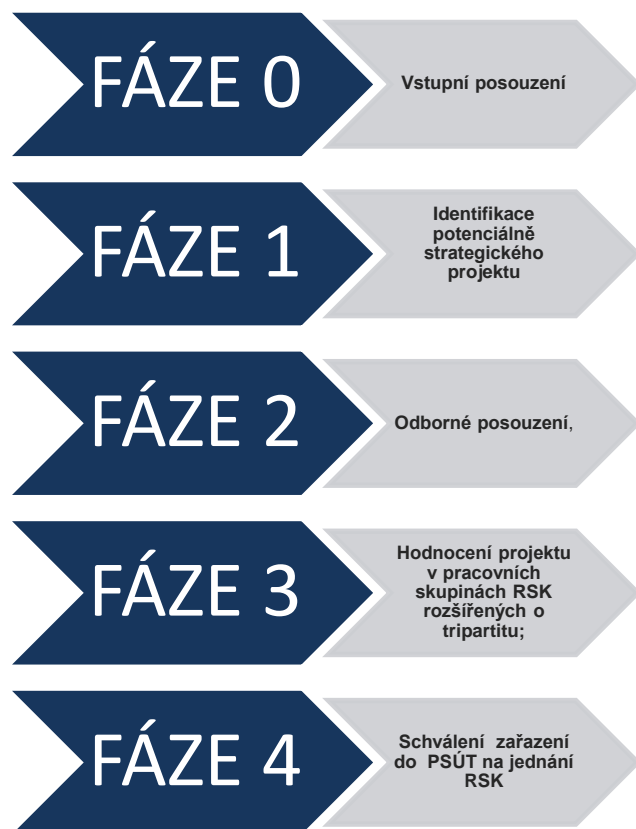 FÁZE 0
Vstupní posouzení
FÁZE 1
Identifikace
potenciálně
strategického
projektu
FÁZE 2
Odborné posouzení,
FÁZE 3
Hodnocení projektu
v pracovních
skupinách RSK
rozšířených o
tripartitu;
FÁZE 4
Schválení zařazení
do PSÚT na jednání
RSK